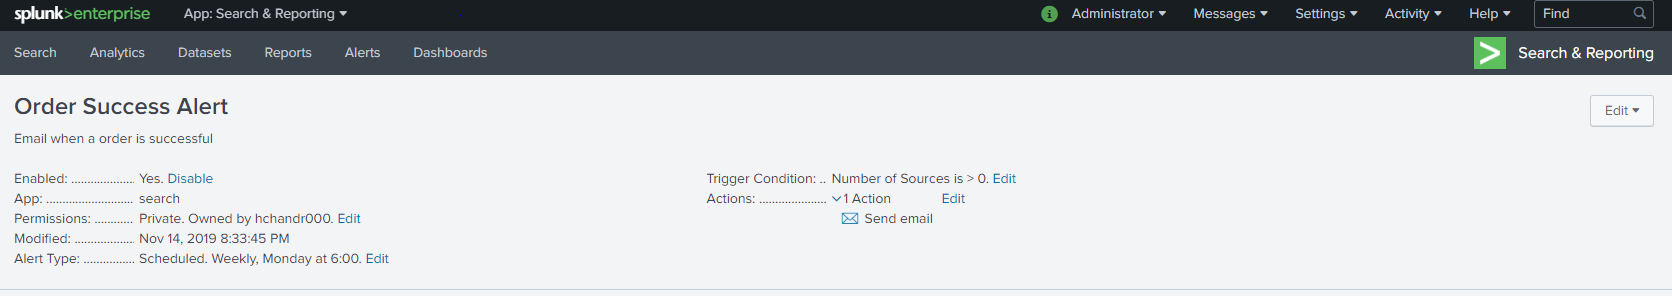 splunk>enterprise App: Search & Reporting ▾ i Administrator ▾ Messages ▾ Settings ▾ Activity ▾ Help ▾ Find
Search Analytics Datasets Reports Alerts Dashboards > Search & Reporting
Order Success Alert Edit ▾
Email when a order is successful
Enabled: ................... Yes. Disable
App: .......................... search
Permissions: ............ Private. Owned by hchandr000. Edit
Modified: .................. Nov 14, 2019 8:33:45 PM
Alert Type: ................ Scheduled. Weekly, Monday at 6:00. Edit
Trigger Condition: .. Number of Sources is > 0. Edit
Actions: ..................... 1 Action Edit
Send email